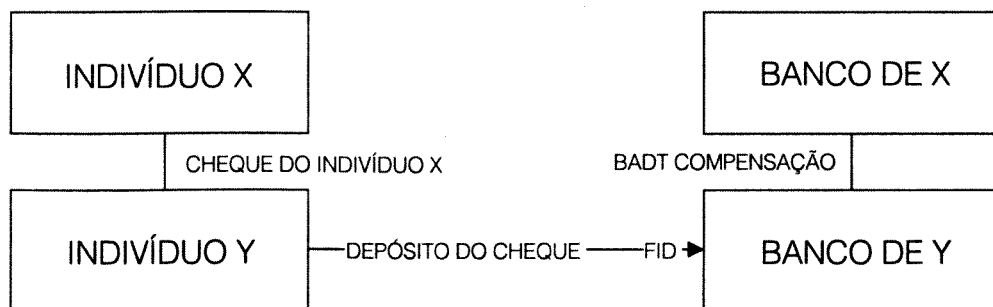 INDIVÍDUO X
BANCO DE X
CHEQUE DO INDIVÍDUO X
BADT COMPENSAÇÃO
INDIVÍDUO Y
DEPÓSITO DO CHEQUE
FID
BANCO DE Y